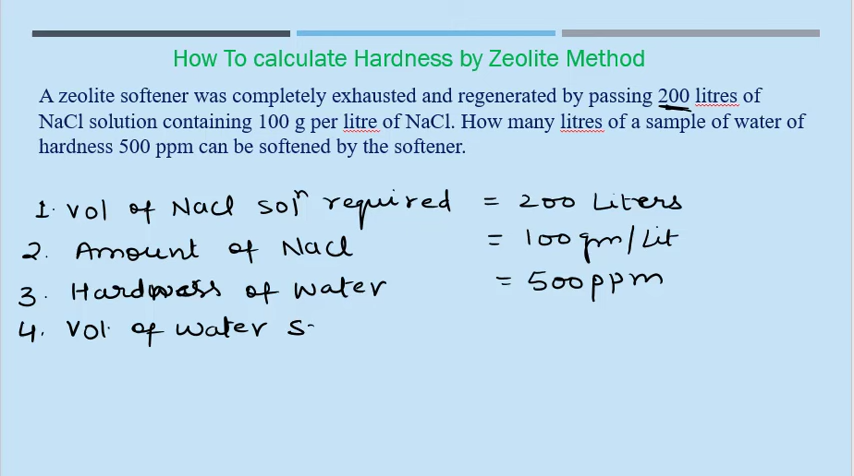 How To calculate Hardness by Zeolite Method
A zeolite softener was completely exhausted and regenerated by passing 200 litres of
NaCl solution containing 100 g per litre of NaCl. How many litres of a sample of water of
hardness 500 ppm can be softened by the softener.
1. Vol of Nacl solⁿ required = 200 Liters
2. Amount of Nacl = 100 gm/Lit
3. Hardness of water = 500 ppm
4. Vol. of water s